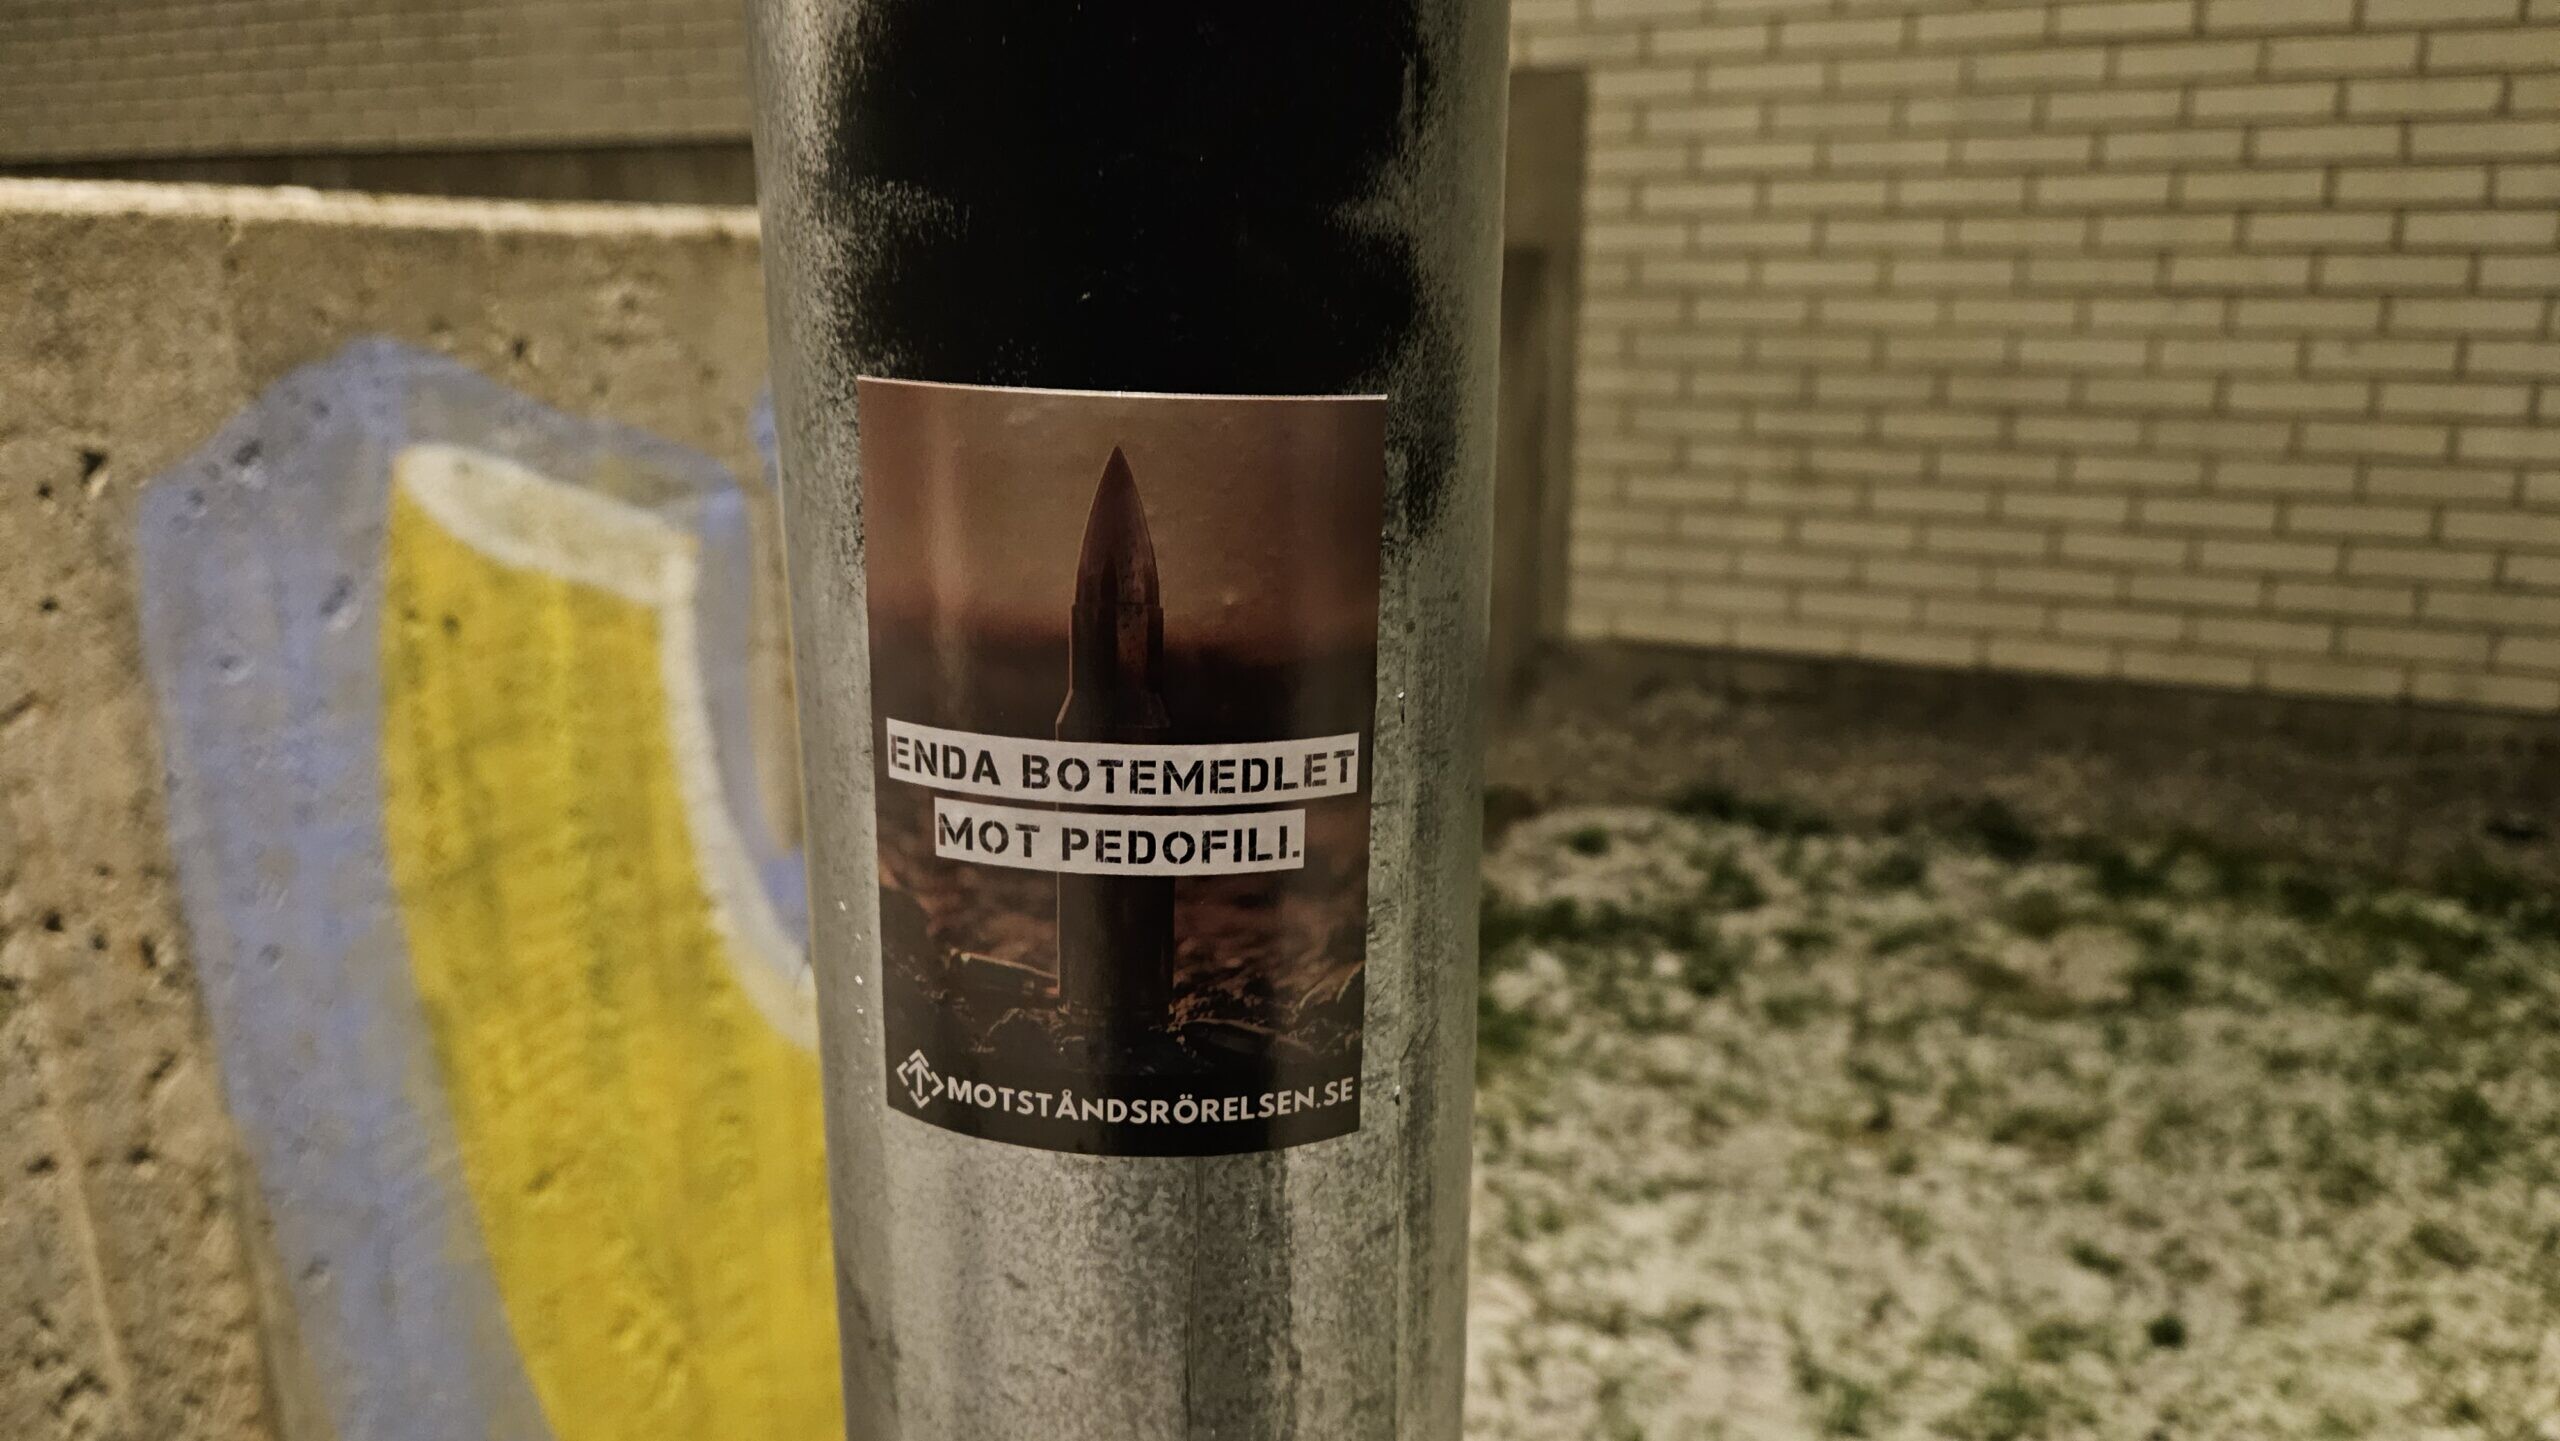 ENDA BOTEMEDLET
MOT PEDOFILI.
MOTSTÅNDSRÖRELSEN.SE